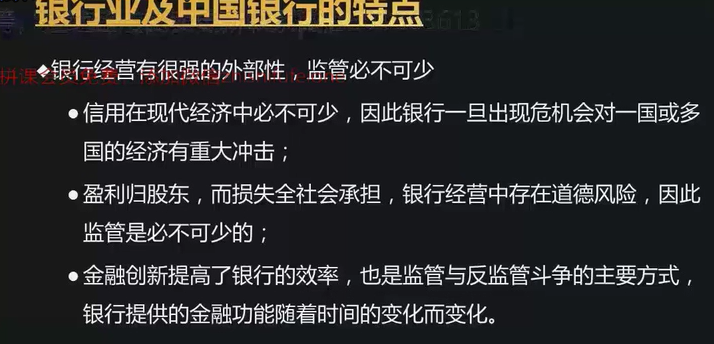 银行业及中国银行的特点
❖银行经营有很强的外部性，监管必不可少
●信用在现代经济中必不可少，因此银行一旦出现危机会对一国或多
国的经济有重大冲击；
●盈利归股东，而损失全社会承担，银行经营中存在道德风险，因此
监管是必不可少的；
●金融创新提高了银行的效率，也是监管与反监管斗争的主要方式，
银行提供的金融功能随着时间的变化而变化。